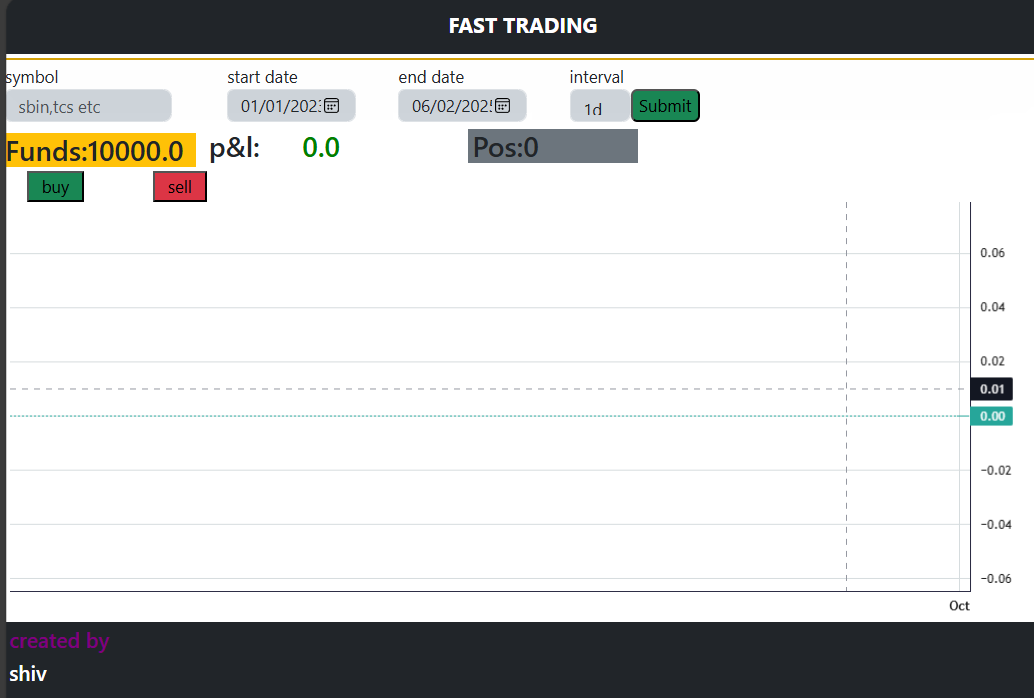 FAST TRADING
symbol start date end date interval
sbin,tcs etc 01/01/2023 06/02/2025 1d Submit
Funds:10000.0 p&l: 0.0 Pos:0
buy sell
0.06
0.04
0.02
0.01
0.00
−0.02
−0.04
−0.06
Oct
created by
shiv